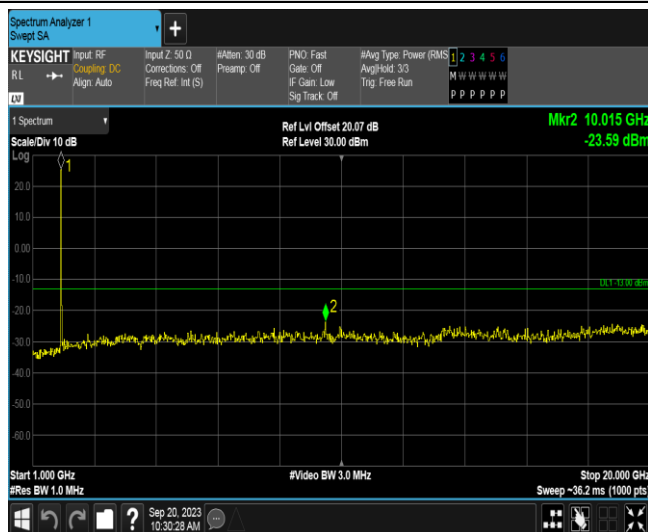 Spectrum Analyzer 1
Swept SA
+
KEYSIGHT
RL
LXI
Input: RF
Coupling: DC
Align: Auto
Input Z: 50 Ω
Corrections: Off
Freq Ref: Int (S)
#Atten: 30 dB
Preamp: Off
PNO: Fast
Gate: Off
IF Gain: Low
Sig Track: Off
#Avg Type: Power (RMS
Avg|Hold: 3/3
Trig: Free Run
1 2 3 4 5 6
M W W W W W
P P P P P P
1 Spectrum
Scale/Div 10 dB
Log
Ref Lvl Offset 20.07 dB
Ref Level 30.00 dBm
Mkr2 10.015 GHz
-23.59 dBm
1
20.0
10.0
0.00
-10.0
DL1 -13.00 dBm
2
-20.0
-30.0
-40.0
-50.0
-60.0
Start 1.000 GHz
#Video BW 3.0 MHz
Stop 20.000 GHz
#Res BW 1.0 MHz
Sweep ~36.2 ms (1000 pts)
?
Sep 20, 2023
10:30:28 AM